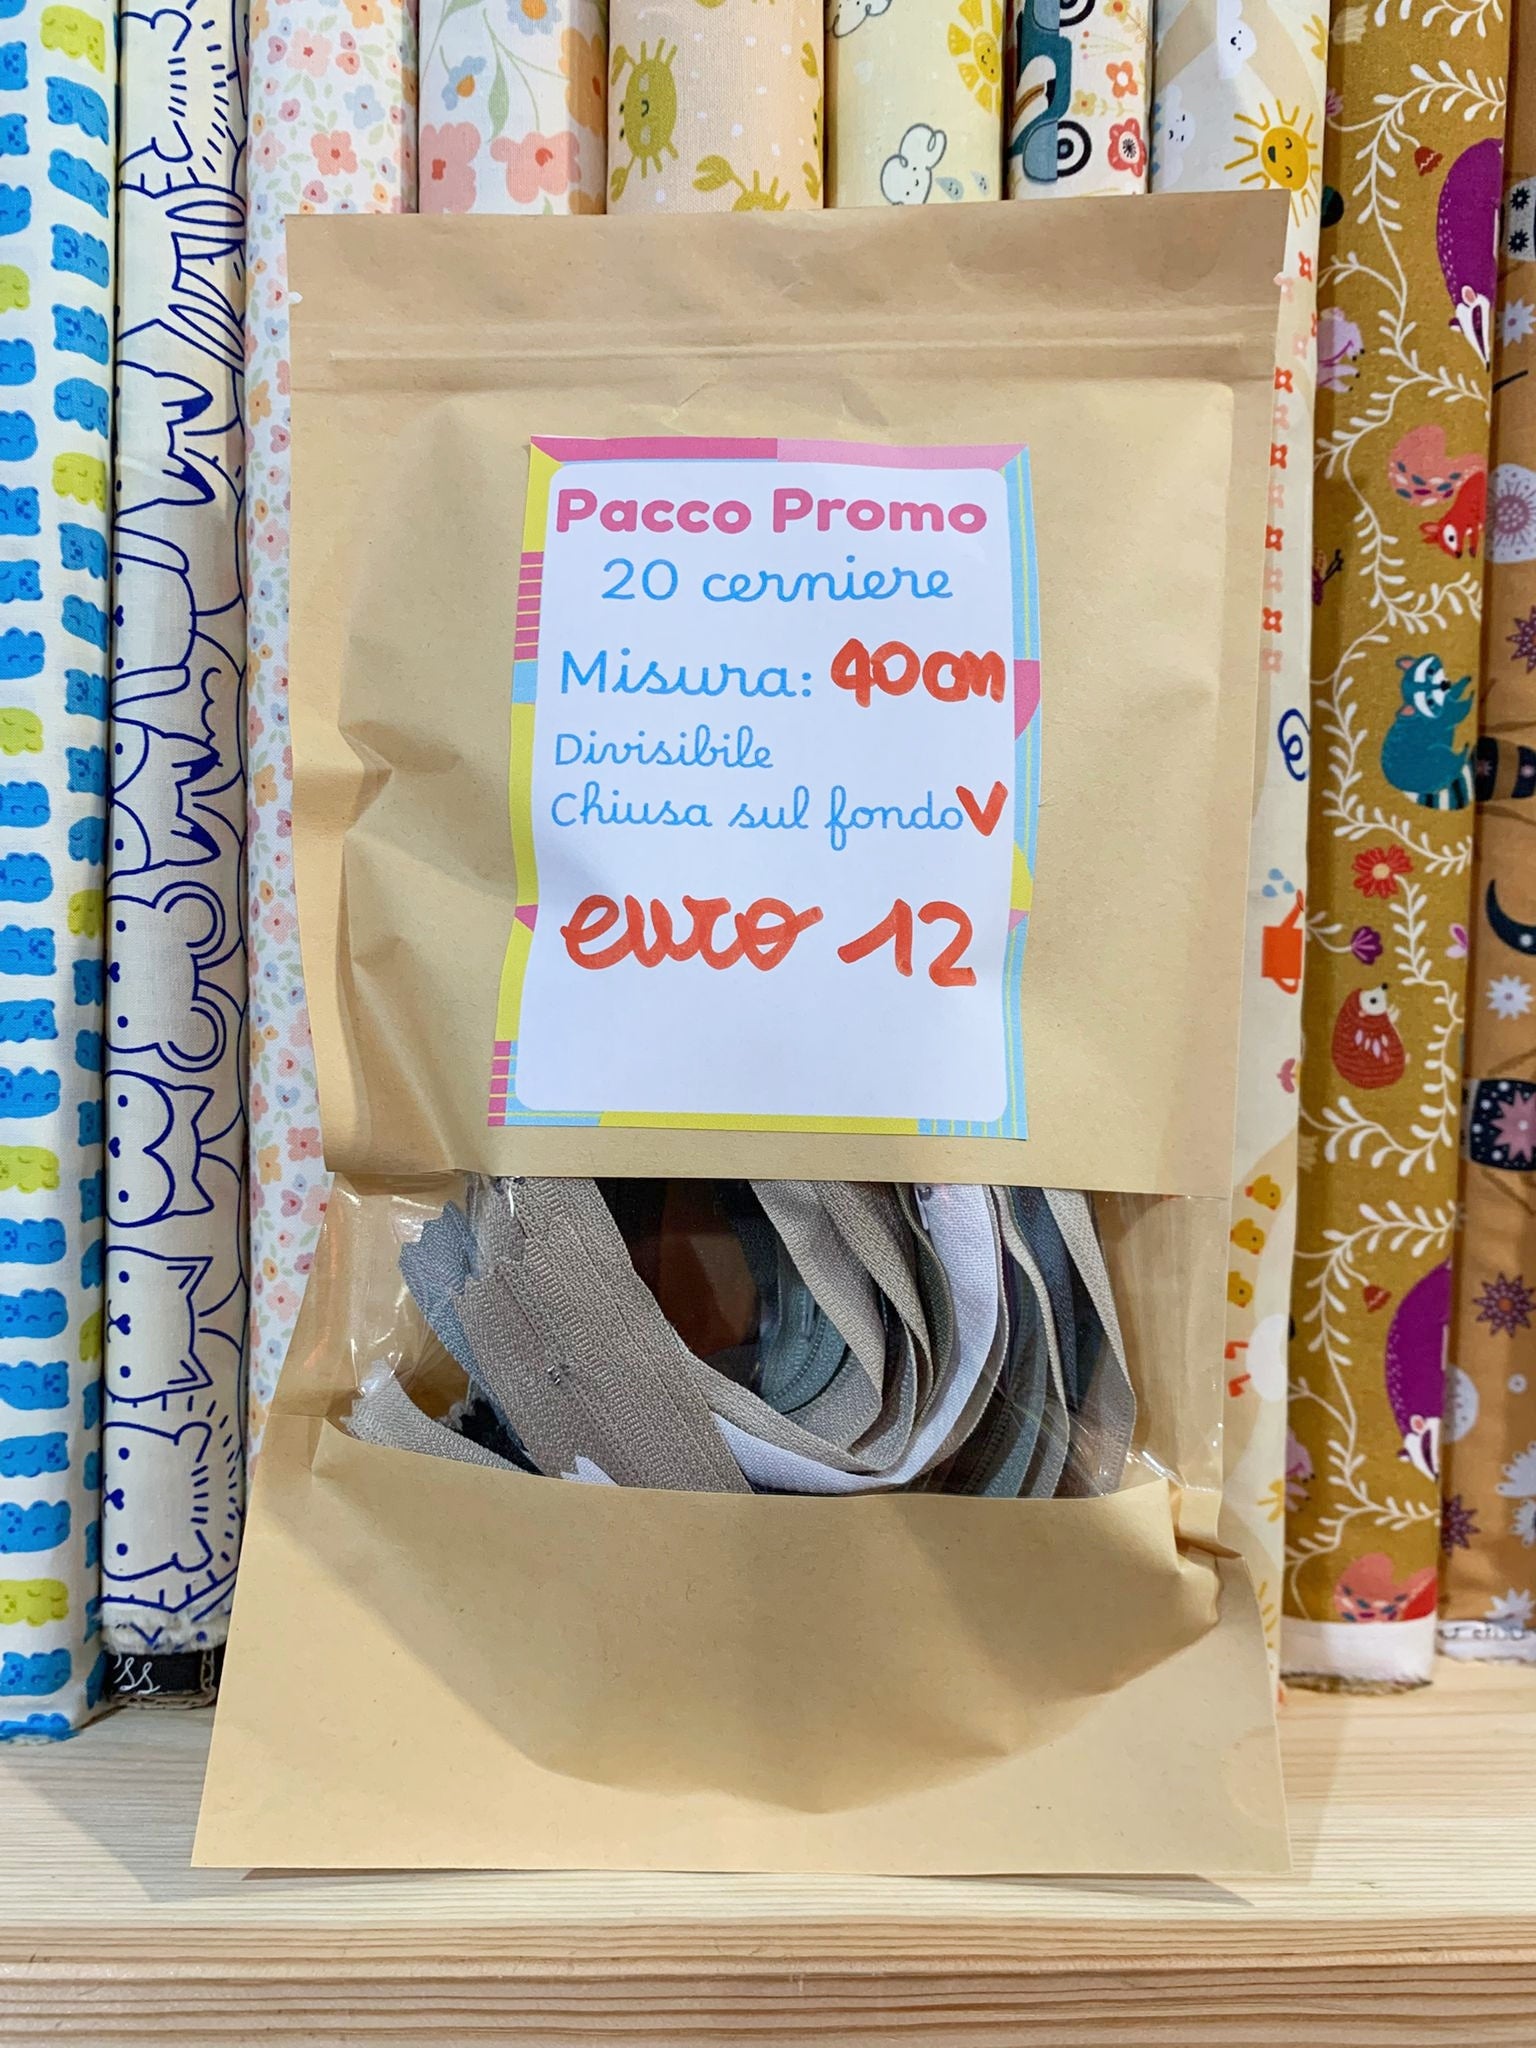 Pacco Promo
20 cerniere
Misura: 40cm
Divisibile
Chiusa sul fondo V
euro 12